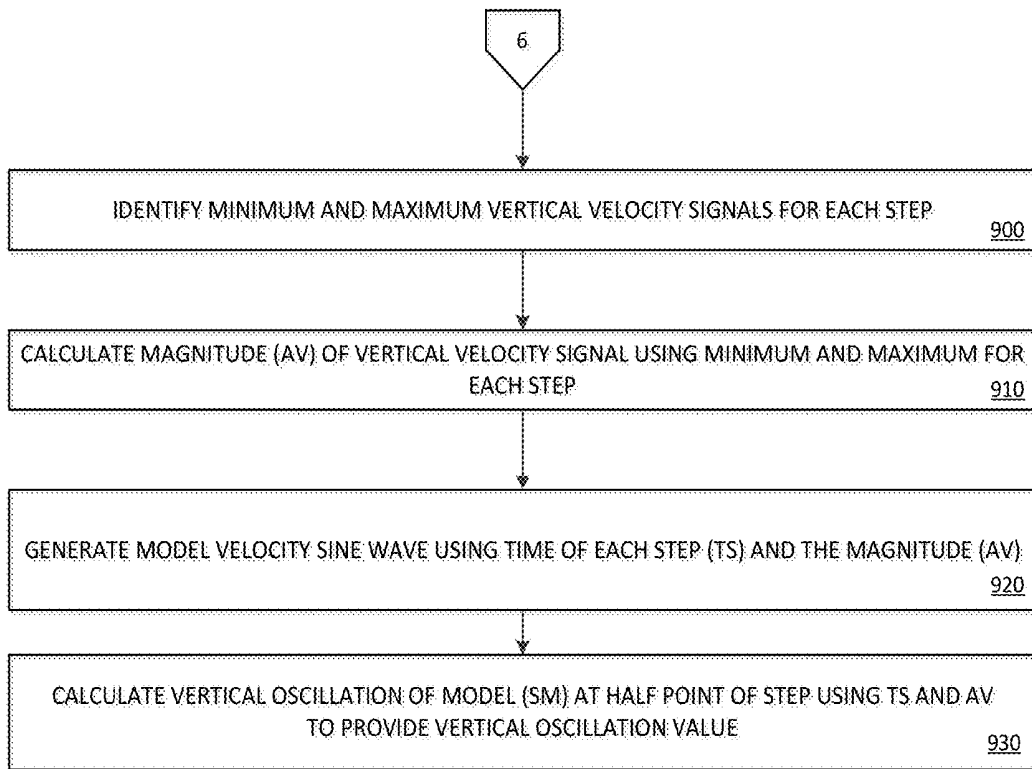 6
IDENTIFY MINIMUM AND MAXIMUM VERTICAL VELOCITY SIGNALS FOR EACH STEP
900
CALCULATE MAGNITUDE (AV) OF VERTICAL VELOCITY SIGNAL USING MINIMUM AND MAXIMUM FOR
EACH STEP
910
GENERATE MODEL VELOCITY SINE WAVE USING TIME OF EACH STEP (TS) AND THE MAGNITUDE (AV)
920
CALCULATE VERTICAL OSCILLATION OF MODEL (SM) AT HALF POINT OF STEP USING TS AND AV
TO PROVIDE VERTICAL OSCILLATION VALUE
930